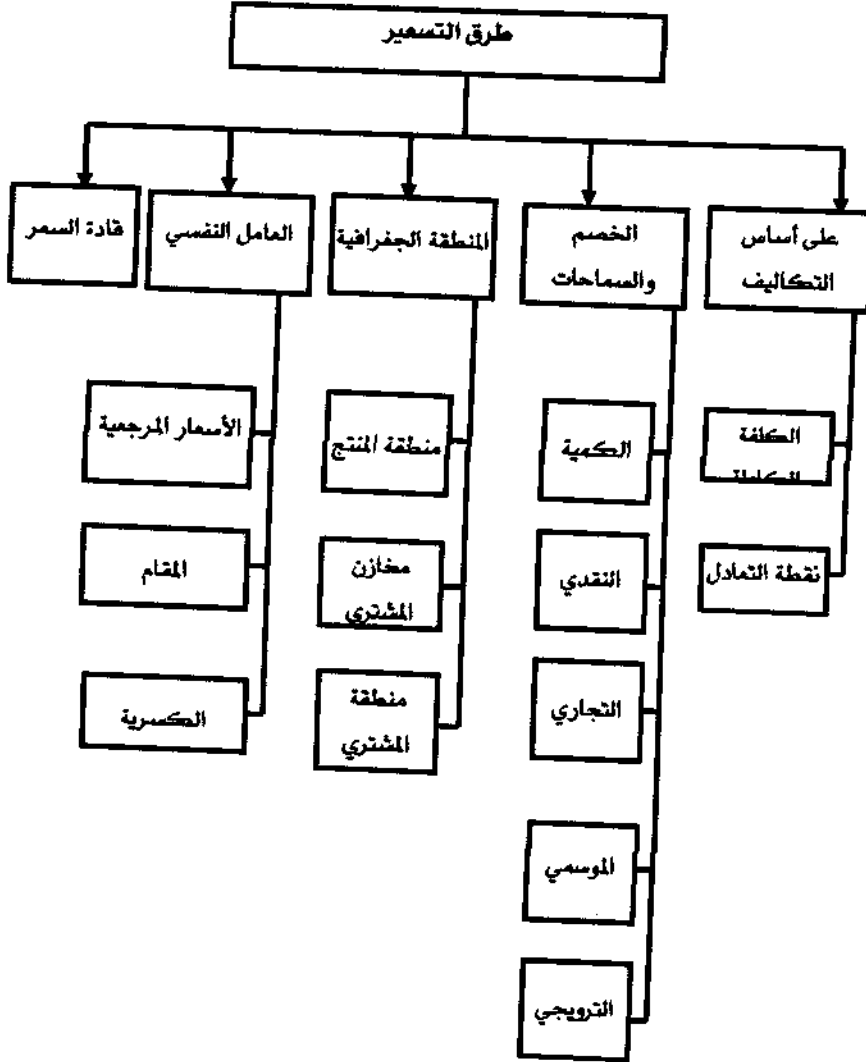 طرق التسعير
على أساس
التكاليف
الخصم
والسماحات
المنطقة الجغرافية
العامل النفسي
قادة السعر
الكلفة
نقطة التعادل
الكمية
النقدي
التجاري
الموسمي
الترويجي
منطقة المنتج
مخازن
المشتري
منطقة
المشتري
الأسعار المرجعية
المقام
الكسرية